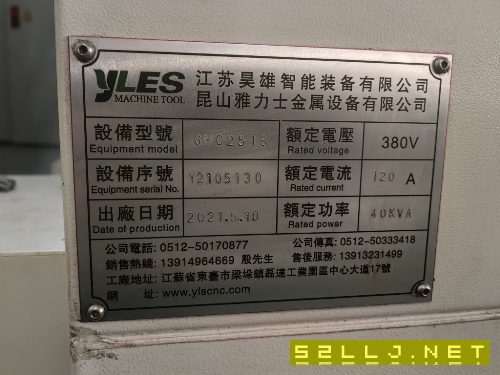 YLES
MACHINE TOOL
江苏昊雄智能装备有限公司
昆山雅力士金属设备有限公司
設備型號
Equipment model
GMC2518
額定電壓
Rated voltage
380V
設備序號
Equipment serial No.
Y2105130
額定電流
Rated current
120 A
出廠日期
Date of production
2021.5.10
額定功率
Rated power
40KVA
公司電話: 0512-50170877 公司傳真: 0512-50333418
銷售熱綫: 13914964669 殷先生 售後服務: 13913231499
工廠地址: 江蘇省東臺市梁垛鎮磊達工業園區中心大道17號
網 址: www.ylscnc.com
52LLJ.NET